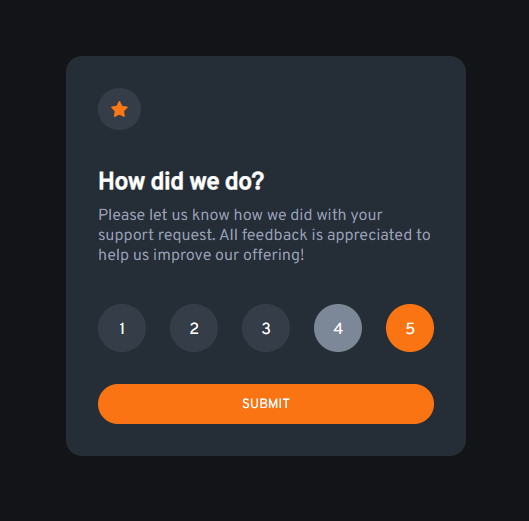 How did we do?
Please let us know how we did with your
support request. All feedback is appreciated to
help us improve our offering!
1 2 3 4 5
SUBMIT